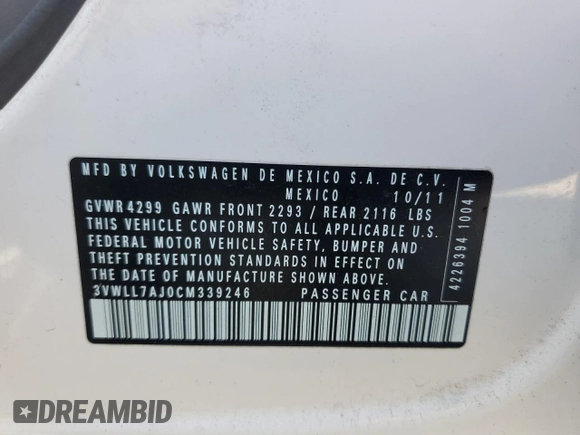 MFD BY VOLKSWAGEN DE MEXICO S.A. DE C.V.
MEXICO 10/11
GVWR 4299 GAWR FRONT 2293 / REAR 2116 LBS
THIS VEHICLE CONFORMS TO ALL APPLICABLE U.S.
FEDERAL MOTOR VEHICLE SAFETY, BUMPER AND
THEFT PREVENTION STANDARDS IN EFFECT ON
THE DATE OF MANUFACTURE SHOWN ABOVE.
3VWLL7AJ0CM339246 PASSENGER CAR
4226394 1004 M
DREAMBID